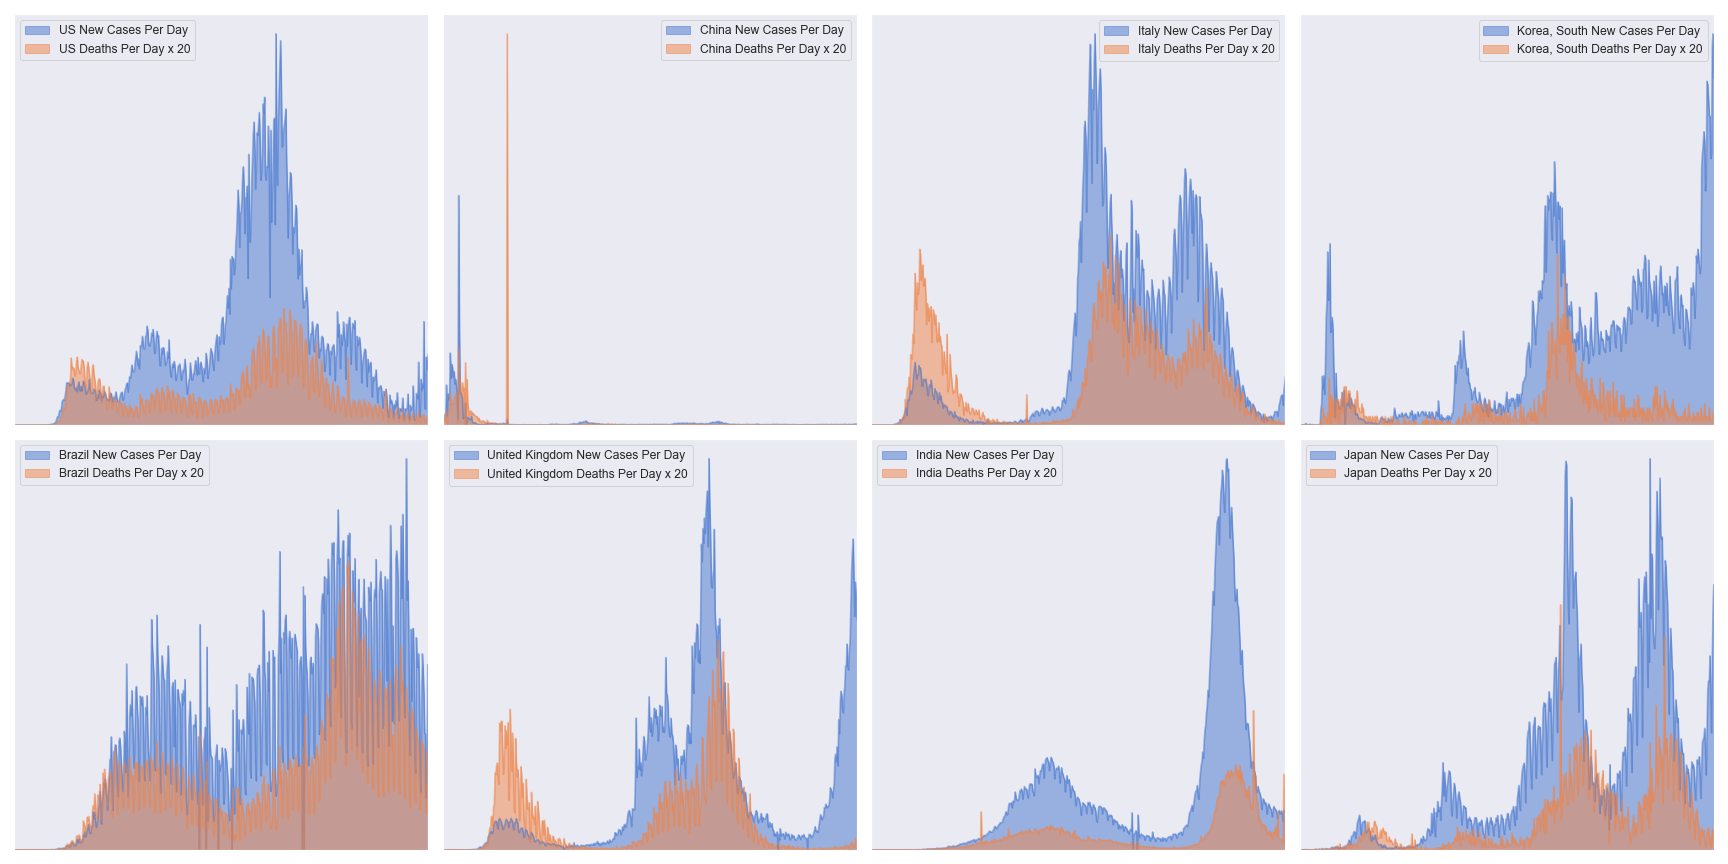 US New Cases Per Day
US Deaths Per Day x 20
China New Cases Per Day
China Deaths Per Day x 20
Italy New Cases Per Day
Italy Deaths Per Day x 20
Korea, South New Cases Per Day
Korea, South Deaths Per Day x 20
Brazil New Cases Per Day
Brazil Deaths Per Day x 20
United Kingdom New Cases Per Day
United Kingdom Deaths Per Day x 20
India New Cases Per Day
India Deaths Per Day x 20
Japan New Cases Per Day
Japan Deaths Per Day x 20